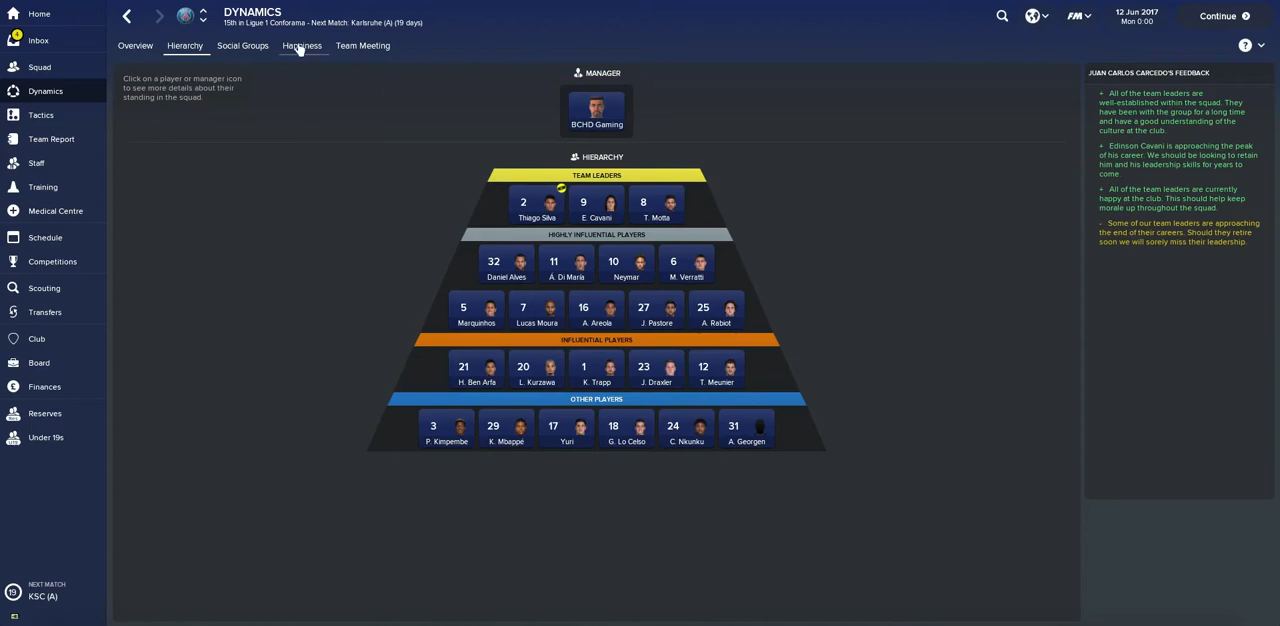 Home
4
Inbox
Squad
Dynamics
Tactics
Team Report
Staff
Training
Medical Centre
Schedule
Competitions
Scouting
Transfers
Club
Board
Finances
Reserves
Under 19s
19
NEXT MATCH
KSC (A)
DYNAMICS
15th in Ligue 1 Conforama - Next Match: Karlsruhe (A) (19 days)
FM
12 Jun 2017
Mon 0:00
Continue
Overview
Hierarchy
Social Groups
Happiness
Team Meeting
?
Click on a player or manager icon
to see more details about their
standing in the squad.
MANAGER
BCHD Gaming
HIERARCHY
TEAM LEADERS
2
Thiago Silva
9
E. Cavani
8
T. Motta
HIGHLY INFLUENTIAL PLAYERS
32
Daniel Alves
11
Á. Di María
10
Neymar
6
M. Verratti
5
Marquinhos
7
Lucas Moura
16
A. Areola
27
J. Pastore
25
A. Rabiot
INFLUENTIAL PLAYERS
21
H. Ben Arfa
20
L. Kurzawa
1
K. Trapp
23
J. Draxler
12
T. Meunier
OTHER PLAYERS
3
P. Kimpembe
29
K. Mbappé
17
Yuri
18
G. Lo Celso
24
C. Nkunku
31
A. Georgen
JUAN CARLOS CARCEDO'S FEEDBACK
+ All of the team leaders are
well-established within the squad. They
have been with the group for a long time
and have a good understanding of the
culture at the club.
+ Edinson Cavani is approaching the peak
of his career. We should be looking to retain
him and his leadership skills for years to
come.
+ All of the team leaders are currently
happy at the club. This should help keep
morale up throughout the squad.
- Some of our team leaders are approaching
the end of their careers. Should they retire
soon we will sorely miss their leadership.